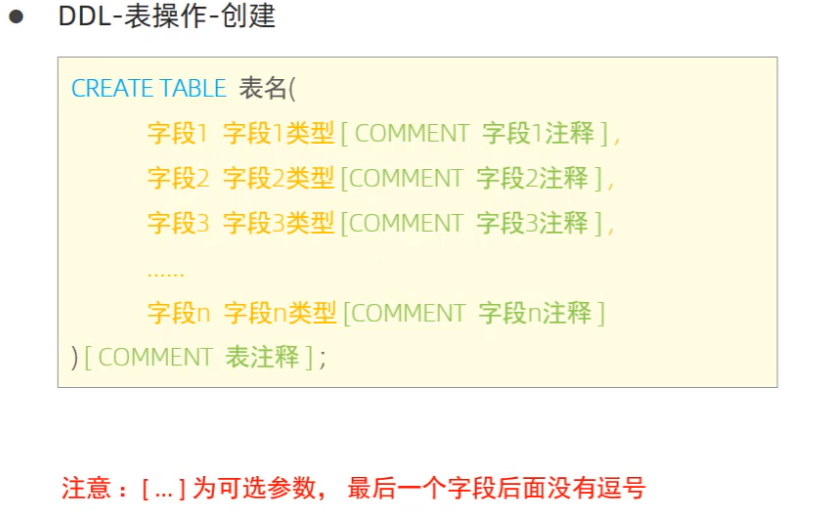 DDL-表操作-创建
CREATE TABLE 表名(
字段1 字段1类型[ COMMENT 字段1注释 ] ,
字段2 字段2类型[COMMENT 字段2注释 ] ,
字段3 字段3类型[COMMENT 字段3注释 ] ,
......
字段n 字段n类型[COMMENT 字段n注释 ]
)[ COMMENT 表注释 ] ;
注意：[ ... ] 为可选参数， 最后一个字段后面没有逗号